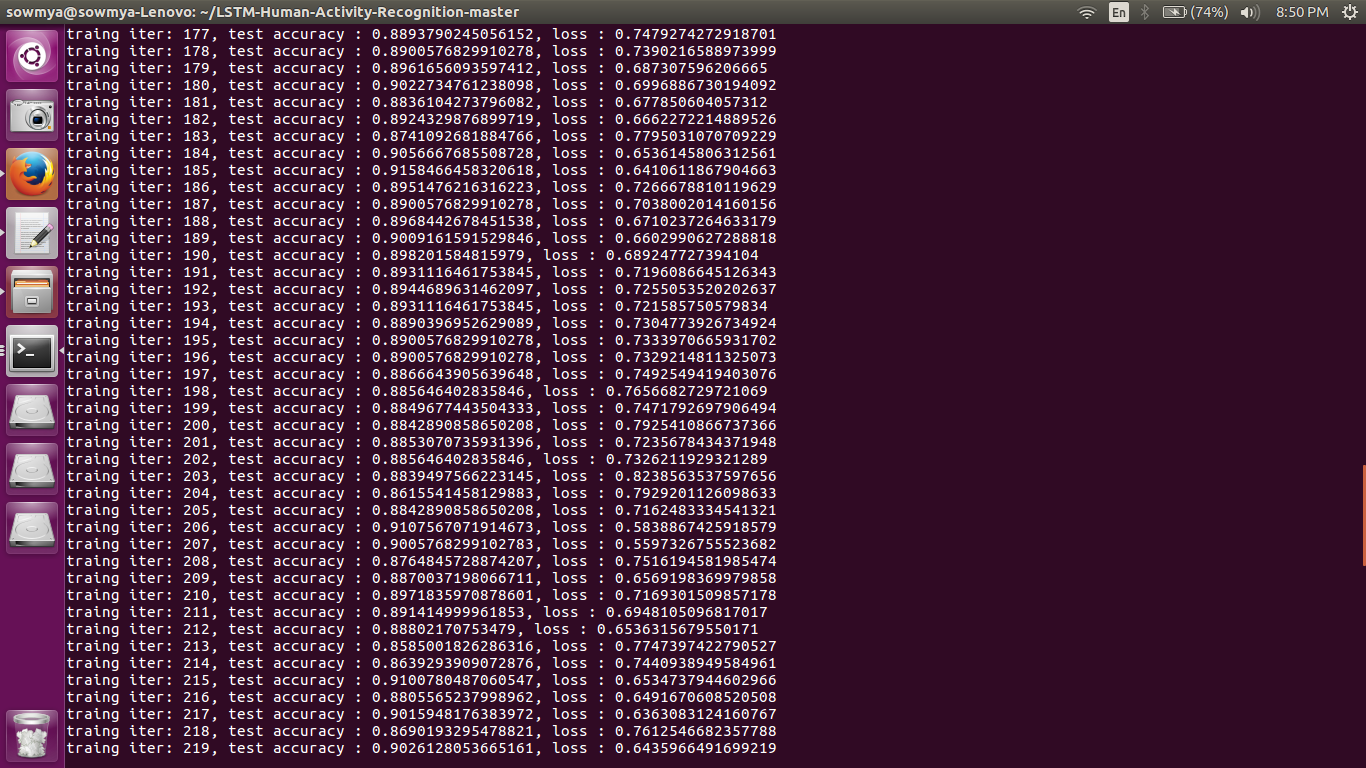 sowmya@sowmya-Lenovo: ~/LSTM-Human-Activity-Recognition-master En (74%) 8:50 PM
traing iter: 177, test accuracy : 0.8893790245056152, loss : 0.7479274272918701
traing iter: 178, test accuracy : 0.8900576829910278, loss : 0.7390216588973999
traing iter: 179, test accuracy : 0.8961656093597412, loss : 0.687307596206665
traing iter: 180, test accuracy : 0.9022734761238098, loss : 0.6996886730194092
traing iter: 181, test accuracy : 0.8836104273796082, loss : 0.677850604057312
traing iter: 182, test accuracy : 0.8924329876899719, loss : 0.6662272214889526
traing iter: 183, test accuracy : 0.8741092681884766, loss : 0.7795031070709229
traing iter: 184, test accuracy : 0.9056667685508728, loss : 0.6536145806312561
traing iter: 185, test accuracy : 0.9158466458320618, loss : 0.6410611867904663
traing iter: 186, test accuracy : 0.8951476216316223, loss : 0.7266678810119629
traing iter: 187, test accuracy : 0.8900576829910278, loss : 0.7038002014160156
traing iter: 188, test accuracy : 0.8968442678451538, loss : 0.6710237264633179
traing iter: 189, test accuracy : 0.9009161591529846, loss : 0.6602990627288818
traing iter: 190, test accuracy : 0.898201584815979, loss : 0.689247727394104
traing iter: 191, test accuracy : 0.8931116461753845, loss : 0.7196086645126343
traing iter: 192, test accuracy : 0.8944689631462097, loss : 0.7255053520202637
traing iter: 193, test accuracy : 0.8931116461753845, loss : 0.721585750579834
traing iter: 194, test accuracy : 0.8890396952629089, loss : 0.7304773926734924
traing iter: 195, test accuracy : 0.8900576829910278, loss : 0.7333970665931702
traing iter: 196, test accuracy : 0.8900576829910278, loss : 0.7329214811325073
traing iter: 197, test accuracy : 0.8866643905639648, loss : 0.7492549419403076
traing iter: 198, test accuracy : 0.885646402835846, loss : 0.7656682729721069
traing iter: 199, test accuracy : 0.8849677443504333, loss : 0.7471792697906494
traing iter: 200, test accuracy : 0.8842890858650208, loss : 0.7925410866737366
traing iter: 201, test accuracy : 0.8853070735931396, loss : 0.7235678434371948
traing iter: 202, test accuracy : 0.885646402835846, loss : 0.7326211929321289
traing iter: 203, test accuracy : 0.8839497566223145, loss : 0.8238563537597656
traing iter: 204, test accuracy : 0.8615541458129883, loss : 0.7929201126098633
traing iter: 205, test accuracy : 0.8842890858650208, loss : 0.7162483334541321
traing iter: 206, test accuracy : 0.9107567071914673, loss : 0.5838867425918579
traing iter: 207, test accuracy : 0.9005768299102783, loss : 0.5597326755523682
traing iter: 208, test accuracy : 0.8764845728874207, loss : 0.7516194581985474
traing iter: 209, test accuracy : 0.8870037198066711, loss : 0.6569198369979858
traing iter: 210, test accuracy : 0.8971835970878601, loss : 0.7169301509857178
traing iter: 211, test accuracy : 0.891414999961853, loss : 0.6948105096817017
traing iter: 212, test accuracy : 0.88802170753479, loss : 0.6536315679550171
traing iter: 213, test accuracy : 0.8585001826286316, loss : 0.7747397422790527
traing iter: 214, test accuracy : 0.8639293909072876, loss : 0.7440938949584961
traing iter: 215, test accuracy : 0.9100780487060547, loss : 0.6534737944602966
traing iter: 216, test accuracy : 0.8805565237998962, loss : 0.6491670608520508
traing iter: 217, test accuracy : 0.9015948176383972, loss : 0.6363083124160767
traing iter: 218, test accuracy : 0.8690193295478821, loss : 0.7612546682357788
traing iter: 219, test accuracy : 0.9026128053665161, loss : 0.6435966491699219